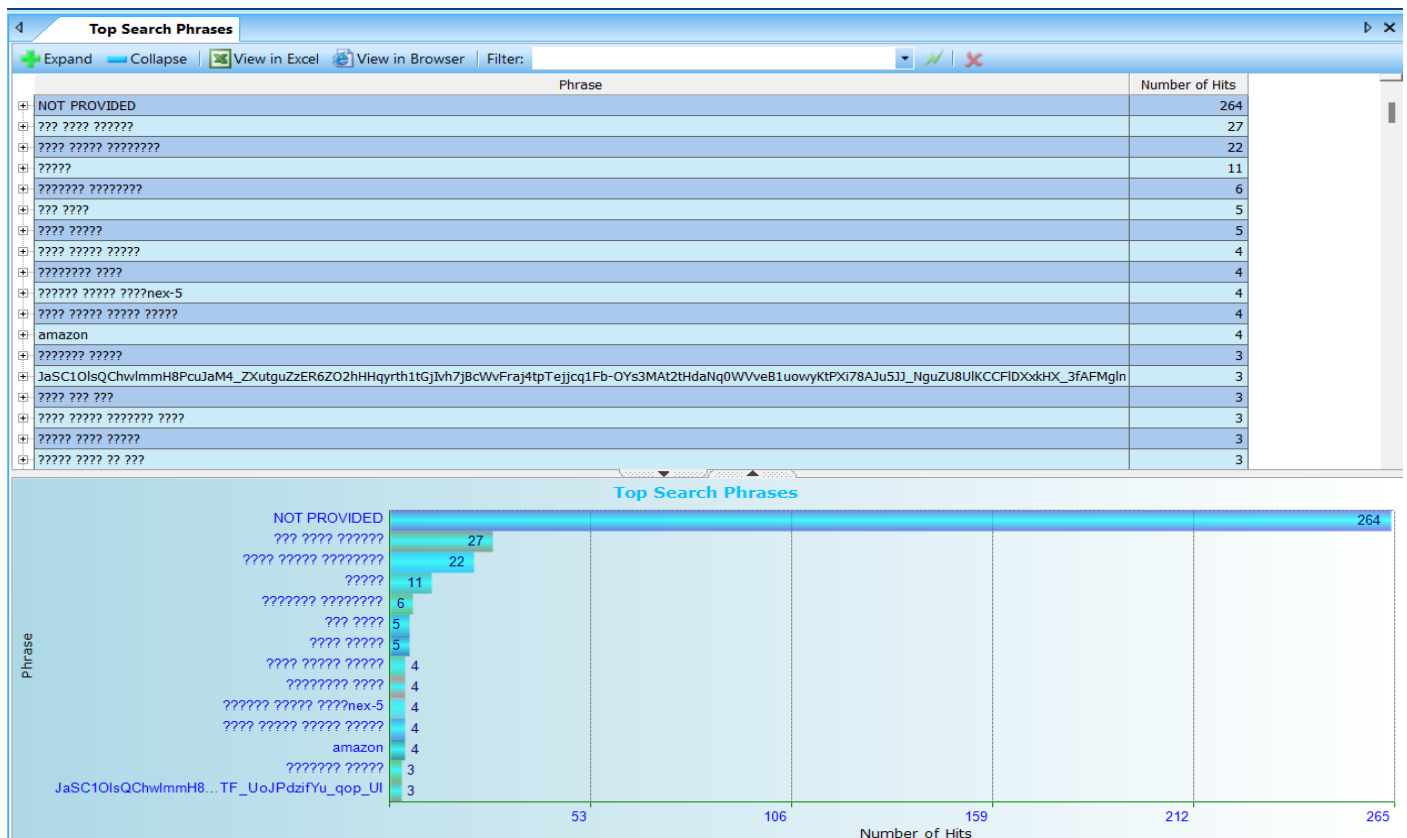 Top Search Phrases
Expand Collapse View in Excel View in Browser Filter:
Phrase Number of Hits
NOT PROVIDED 264
??? ???? ?????? 27
???? ????? ???????? 22
????? 11
??????? ???????? 6
??? ???? 5
???? ????? 5
???? ????? ????? 4
???????? ???? 4
?????? ????? ????nex-5 4
???? ????? ????? ????? 4
amazon 4
??????? ????? 3
JaSC1OlsQChwlmmH8PcuJaM4_ZXutguZzER6ZO2hHHqyrth1tGjIvh7jBcWvFraj4tpTejjcq1Fb-OYs3MAt2tHdaNq0WVveB1uowyKtPXi78AJu5JJ_NguZU8UlKCCFlDXxkHX_3fAFMgln 3
???? ??? ??? 3
???? ????? ??????? ???? 3
????? ???? ????? 3
????? ???? ?? ??? 3
Top Search Phrases
NOT PROVIDED 264
??? ???? ?????? 27
???? ????? ???????? 22
????? 11
??????? ???????? 6
??? ???? 5
???? ????? 5
???? ????? ????? 4
???????? ???? 4
?????? ????? ????nex-5 4
???? ????? ????? ????? 4
amazon 4
??????? ????? 3
JaSC1OlsQChwlmmH8...TF_UoJPdzifYu_qop_UI 3
Phrase
53 106 159 212 265
Number of Hits